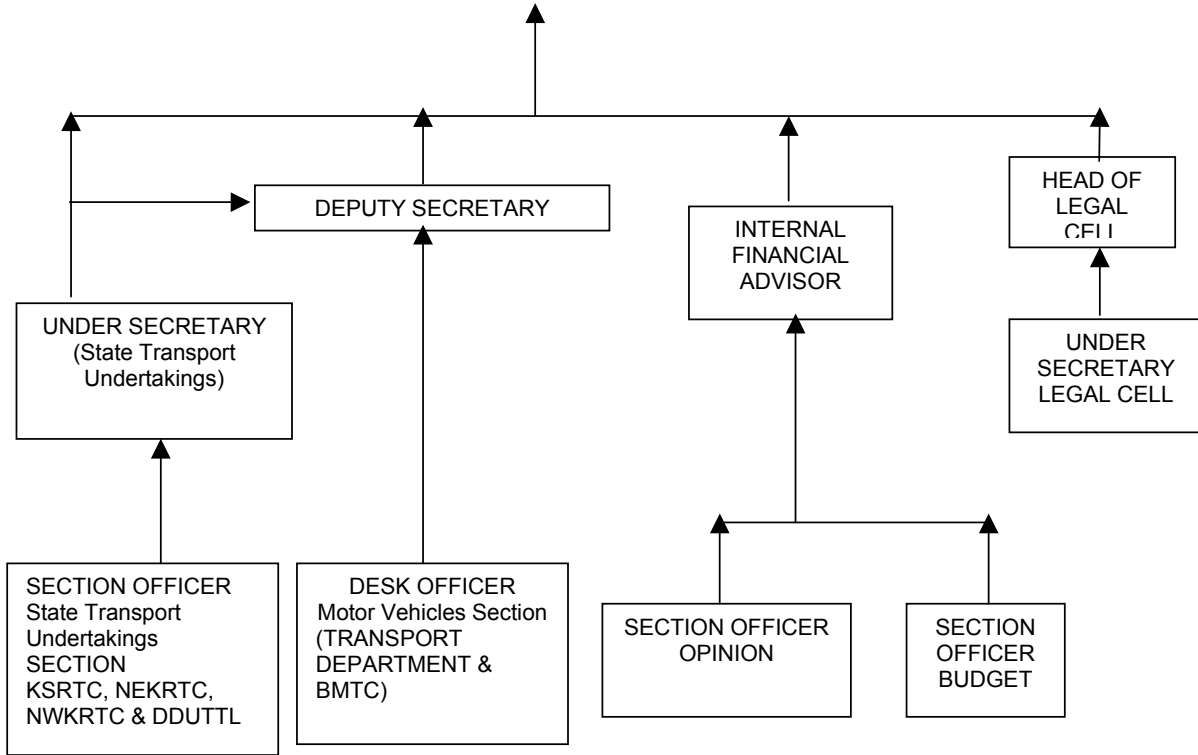 DEPUTY SECRETARY
HEAD OF
LEGAL
CELL
INTERNAL
FINANCIAL
ADVISOR
UNDER SECRETARY
(State Transport
Undertakings)
UNDER
SECRETARY
LEGAL CELL
SECTION OFFICER
State Transport
Undertakings
SECTION
KSRTC, NEKRTC,
NWKRTC & DDUTTL
DESK OFFICER
Motor Vehicles Section
(TRANSPORT
DEPARTMENT &
BMTC)
SECTION OFFICER
OPINION
SECTION
OFFICER
BUDGET